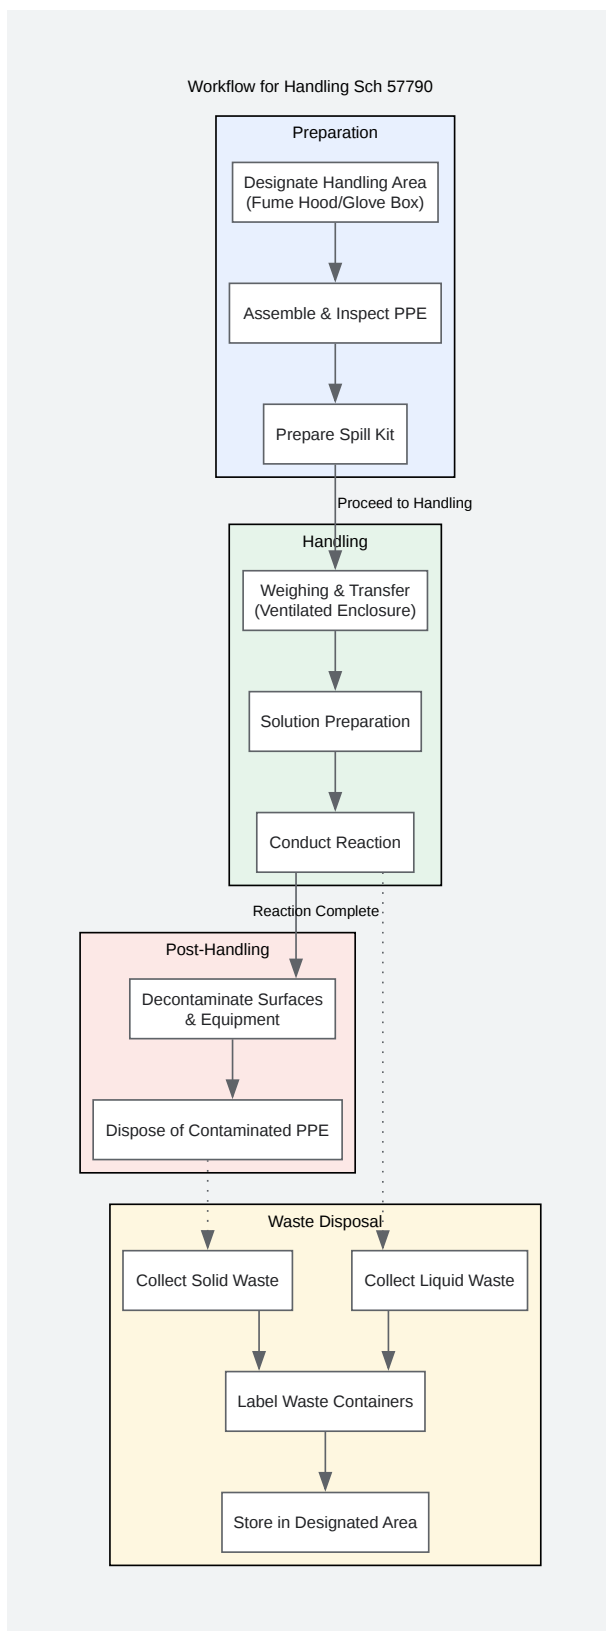 Workflow for Handling Sch 57790
Preparation
Designate Handling Area
(Fume Hood/Glove Box)
Assemble & Inspect PPE
Prepare Spill Kit
Proceed to Handling
Handling
Weighing & Transfer
(Ventilated Enclosure)
Solution Preparation
Conduct Reaction
Reaction Complete
Post-Handling
Decontaminate Surfaces
& Equipment
Dispose of Contaminated PPE
Waste Disposal
Collect Solid Waste
Collect Liquid Waste
Label Waste Containers
Store in Designated Area